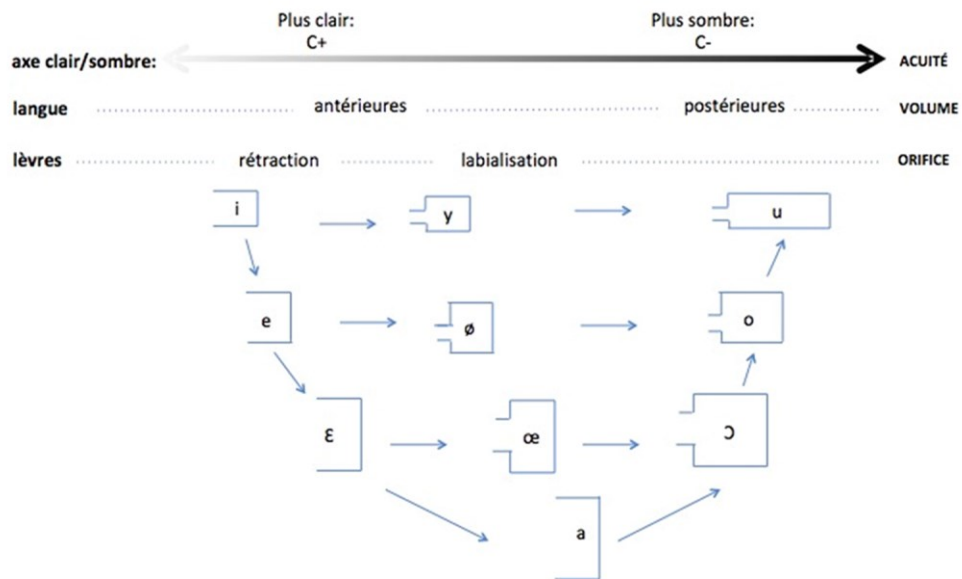 Plus clair:
C+
Plus sombre:
C-
axe clair/sombre:
ACUITÉ
langue antérieures postérieures VOLUME
lèvres rétraction labialisation ORIFICE
i y u
e ø o
ɛ œ ɔ
a